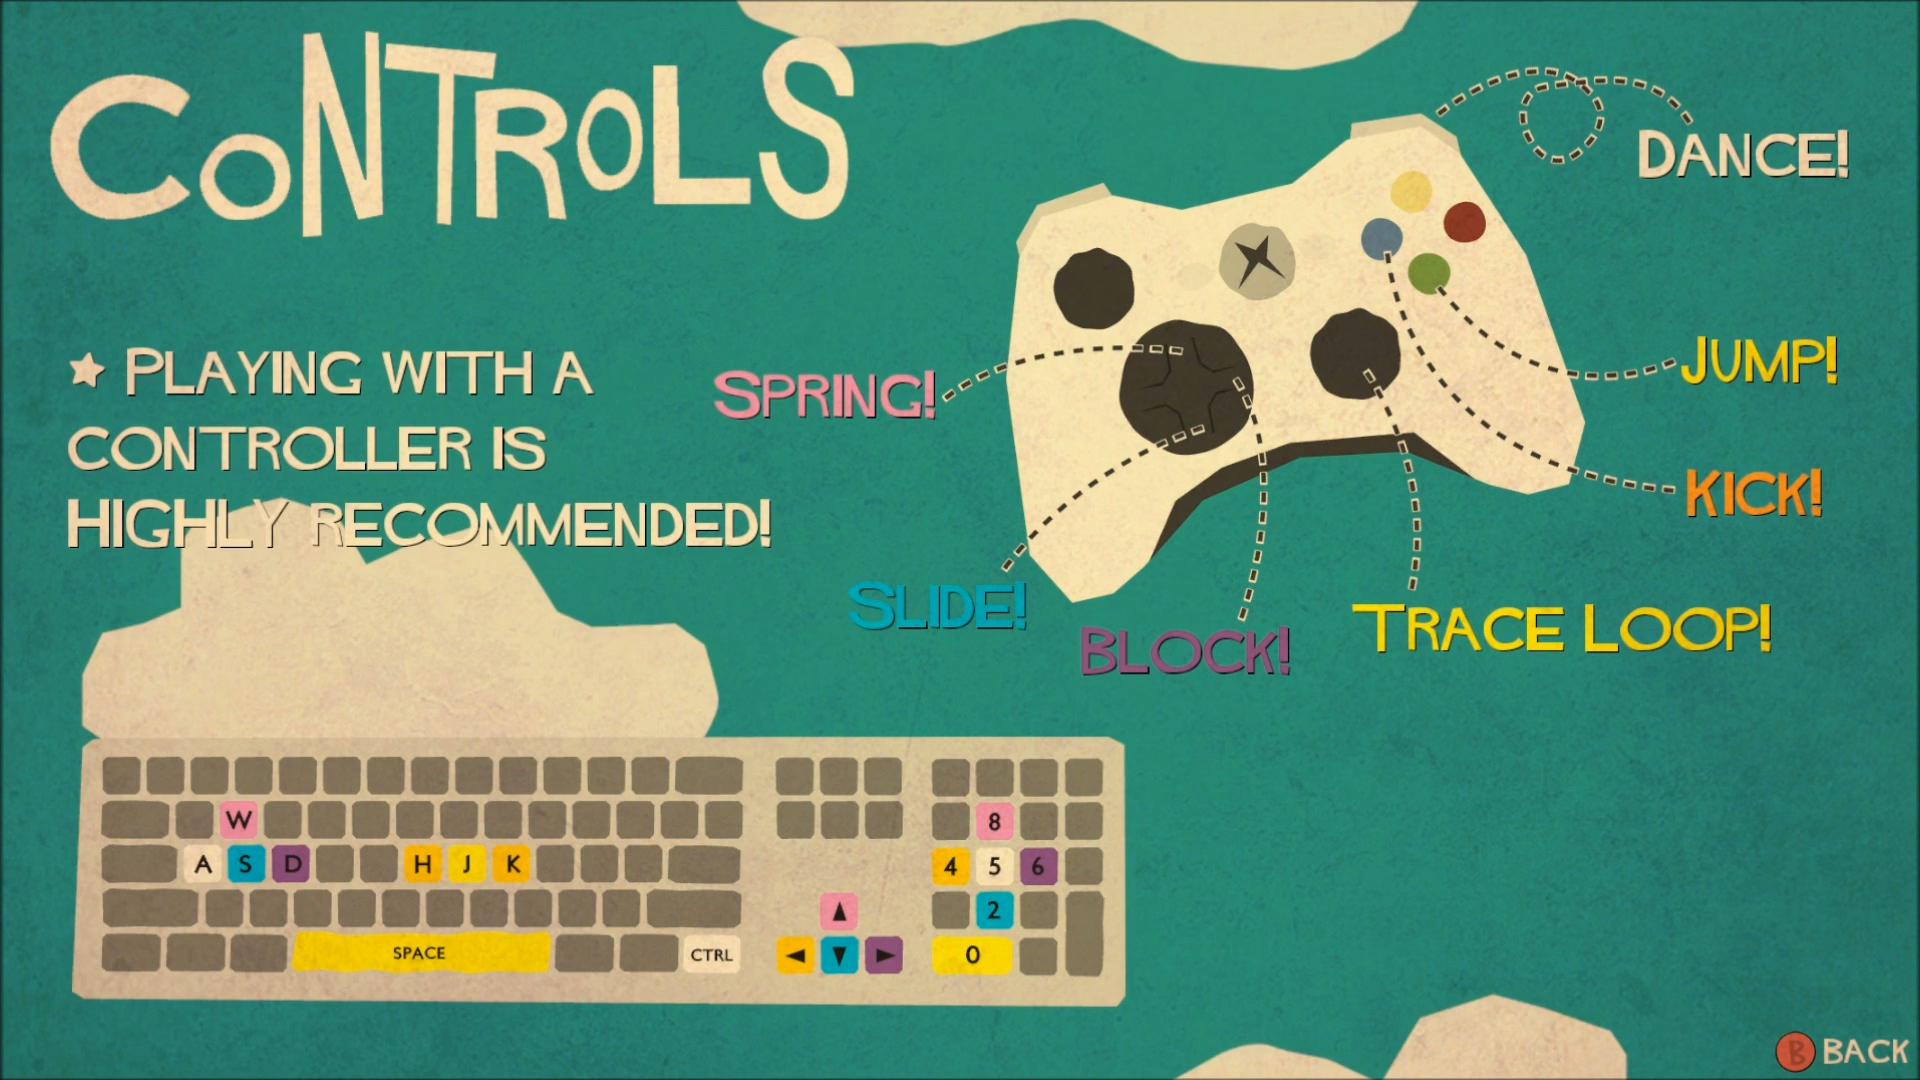 CONTROLS
PLAYING WITH A
CONTROLLER IS
HIGHLY RECOMMENDED!
DANCE!
JUMP!
SPRING!
KICK!
SLIDE!
BLOCK!
TRACE LOOP!
W
A S D H J K
SPACE CTRL
8
4 5 6
2
0
B BACK